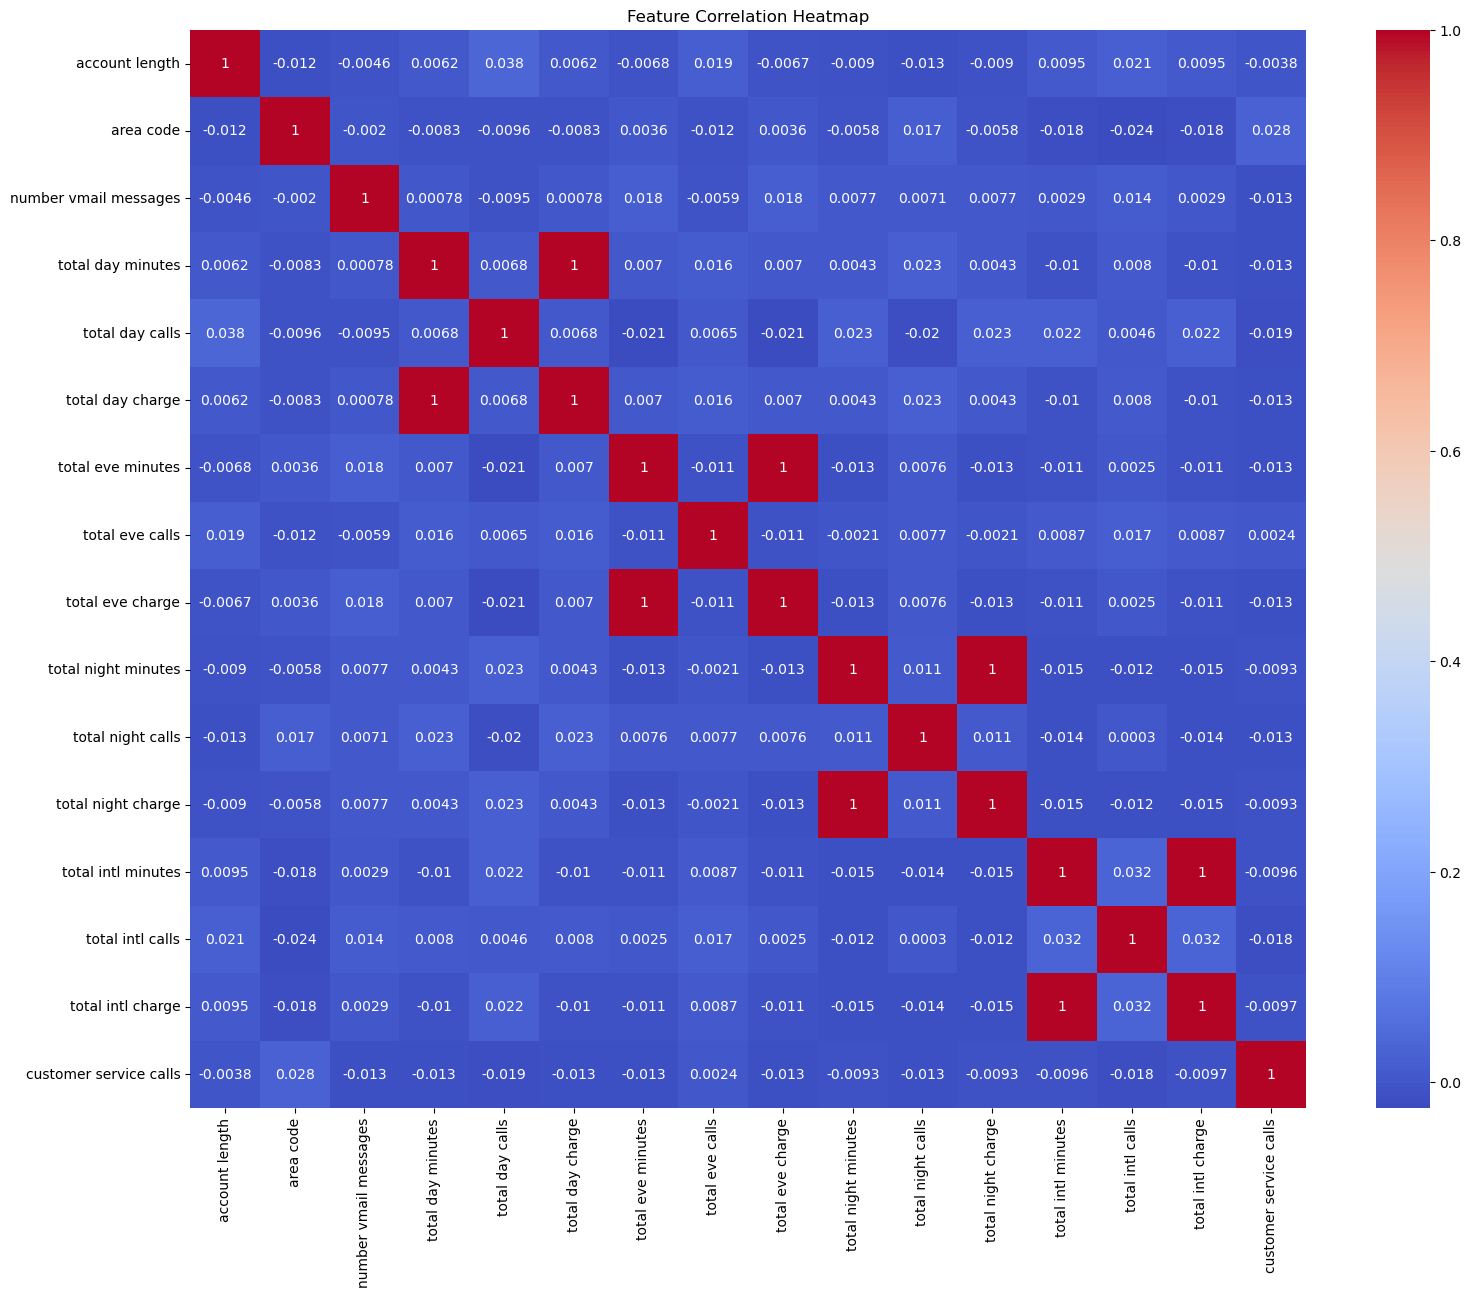 Feature Correlation Heatmap
account length 1 -0.012 -0.0046 0.0062 0.038 0.0062 -0.0068 0.019 -0.0067 -0.009 -0.013 -0.009 0.0095 0.021 0.0095 -0.0038
area code -0.012 1 -0.002 -0.0083 -0.0096 -0.0083 0.0036 -0.012 0.0036 -0.0058 0.017 -0.0058 -0.018 -0.024 -0.018 0.028
number vmail messages -0.0046 -0.002 1 0.00078 -0.0095 0.00078 0.018 -0.0059 0.018 0.0077 0.0071 0.0077 0.0029 0.014 0.0029 -0.013
total day minutes 0.0062 -0.0083 0.00078 1 0.0068 1 0.007 0.016 0.007 0.0043 0.023 0.0043 -0.01 0.008 -0.01 -0.013
total day calls 0.038 -0.0096 -0.0095 0.0068 1 0.0068 -0.021 0.0065 -0.021 0.023 -0.02 0.023 0.022 0.0046 0.022 -0.019
total day charge 0.0062 -0.0083 0.00078 1 0.0068 1 0.007 0.016 0.007 0.0043 0.023 0.0043 -0.01 0.008 -0.01 -0.013
total eve minutes -0.0068 0.0036 0.018 0.007 -0.021 0.007 1 -0.011 1 -0.013 0.0076 -0.013 -0.011 0.0025 -0.011 -0.013
total eve calls 0.019 -0.012 -0.0059 0.016 0.0065 0.016 -0.011 1 -0.011 -0.0021 0.0077 -0.0021 0.0087 0.017 0.0087 0.0024
total eve charge -0.0067 0.0036 0.018 0.007 -0.021 0.007 1 -0.011 1 -0.013 0.0076 -0.013 -0.011 0.0025 -0.011 -0.013
total night minutes -0.009 -0.0058 0.0077 0.0043 0.023 0.0043 -0.013 -0.0021 -0.013 1 0.011 1 -0.015 -0.012 -0.015 -0.0093
total night calls -0.013 0.017 0.0071 0.023 -0.02 0.023 0.0076 0.0077 0.0076 0.011 1 0.011 -0.014 0.0003 -0.014 -0.013
total night charge -0.009 -0.0058 0.0077 0.0043 0.023 0.0043 -0.013 -0.0021 -0.013 1 0.011 1 -0.015 -0.012 -0.015 -0.0093
total intl minutes 0.0095 -0.018 0.0029 -0.01 0.022 -0.01 -0.011 0.0087 -0.011 -0.015 -0.014 -0.015 1 0.032 1 -0.0096
total intl calls 0.021 -0.024 0.014 0.008 0.0046 0.008 0.0025 0.017 0.0025 -0.012 0.0003 -0.012 0.032 1 0.032 -0.018
total intl charge 0.0095 -0.018 0.0029 -0.01 0.022 -0.01 -0.011 0.0087 -0.011 -0.015 -0.014 -0.015 1 0.032 1 -0.0097
customer service calls -0.0038 0.028 -0.013 -0.013 -0.019 -0.013 -0.013 0.0024 -0.013 -0.0093 -0.013 -0.0093 -0.0096 -0.018 -0.0097 1
account length
area code
number vmail messages
total day minutes
total day calls
total day charge
total eve minutes
total eve calls
total eve charge
total night minutes
total night calls
total night charge
total intl minutes
total intl calls
total intl charge
customer service calls
1.0
0.8
0.6
0.4
0.2
0.0